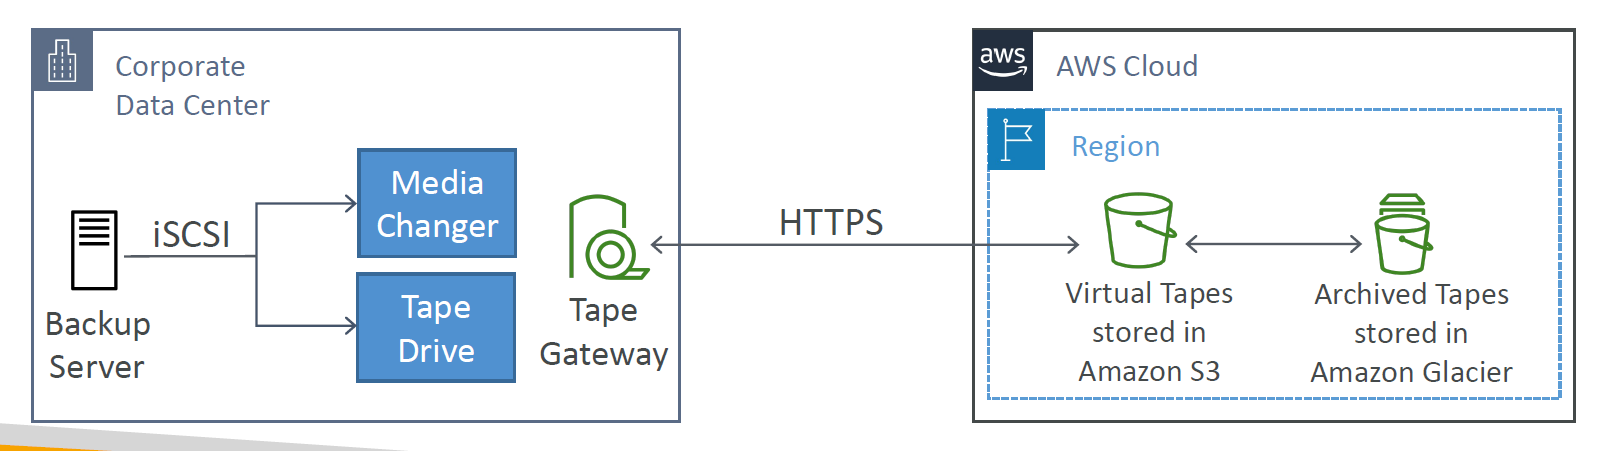 Corporate
Data Center
aws
AWS Cloud
Region
Media
Changer
iSCSI
HTTPS
Tape
Drive
Backup
Server
Tape
Gateway
Virtual Tapes
stored in
Amazon S3
Archived Tapes
stored in
Amazon Glacier